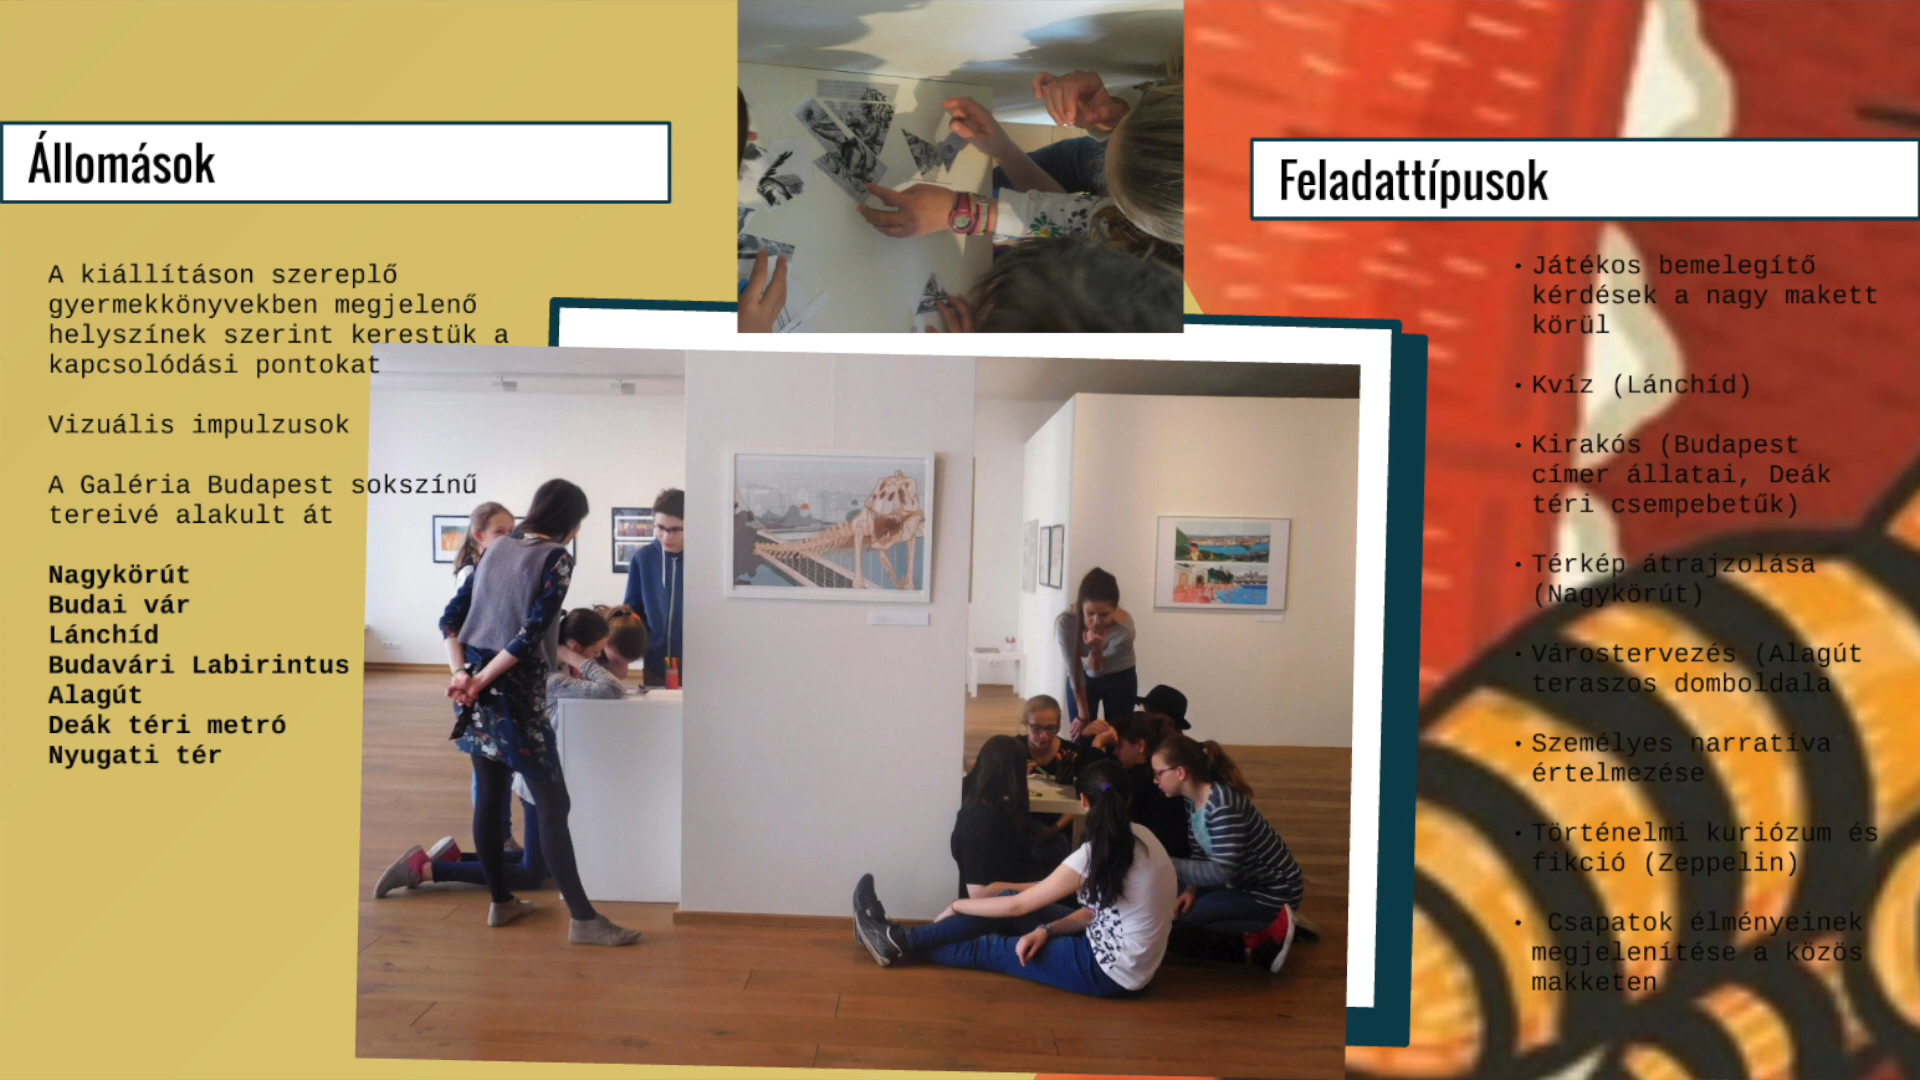 Állomások
A kiállításon szereplő
gyermekkönyvekben megjelenő
helyszínek szerint kerestük a
kapcsolódási pontokat
Vizuális impulzusok
A Galéria Budapest sokszínű
tereivé alakult át
Nagykörút
Budai vár
Lánchíd
Budavári Labirintus
Alagút
Deák téri metró
Nyugati tér
Feladattípusok
• Játékos bemelegítő
kérdések a nagy makett
körül
• Kvíz (Lánchíd)
• Kirakós (Budapest
címer állatai, Deák
téri csempebetűk)
• Térkép átrajzolása
(Nagykörút)
• Várostervezés (Alagút
teraszos domboldala
• Személyes narratíva
értelmezése
• Történelmi kuriózum és
fikció (Zeppelin)
• Csapatok élményeinek
megjelenítése a közös
makketen